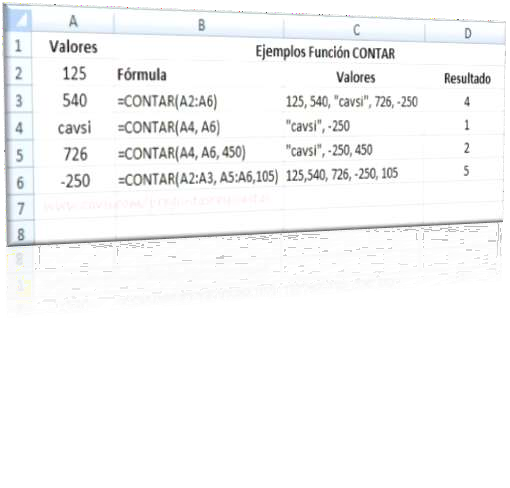 A B C D
1 Valores Ejemplos Función CONTAR
2 125 Fórmula Valores Resultado
3 540 =CONTAR(A2:A6) 125, 540, "cavsi", 726, -250 4
4 cavsi =CONTAR(A4, A6) "cavsi", -250 1
5 726 =CONTAR(A4, A6, 450) "cavsi", -250, 450 2
6 -250 =CONTAR(A2:A3, A5:A6,105) 125,540, 726, -250, 105 5
7
8